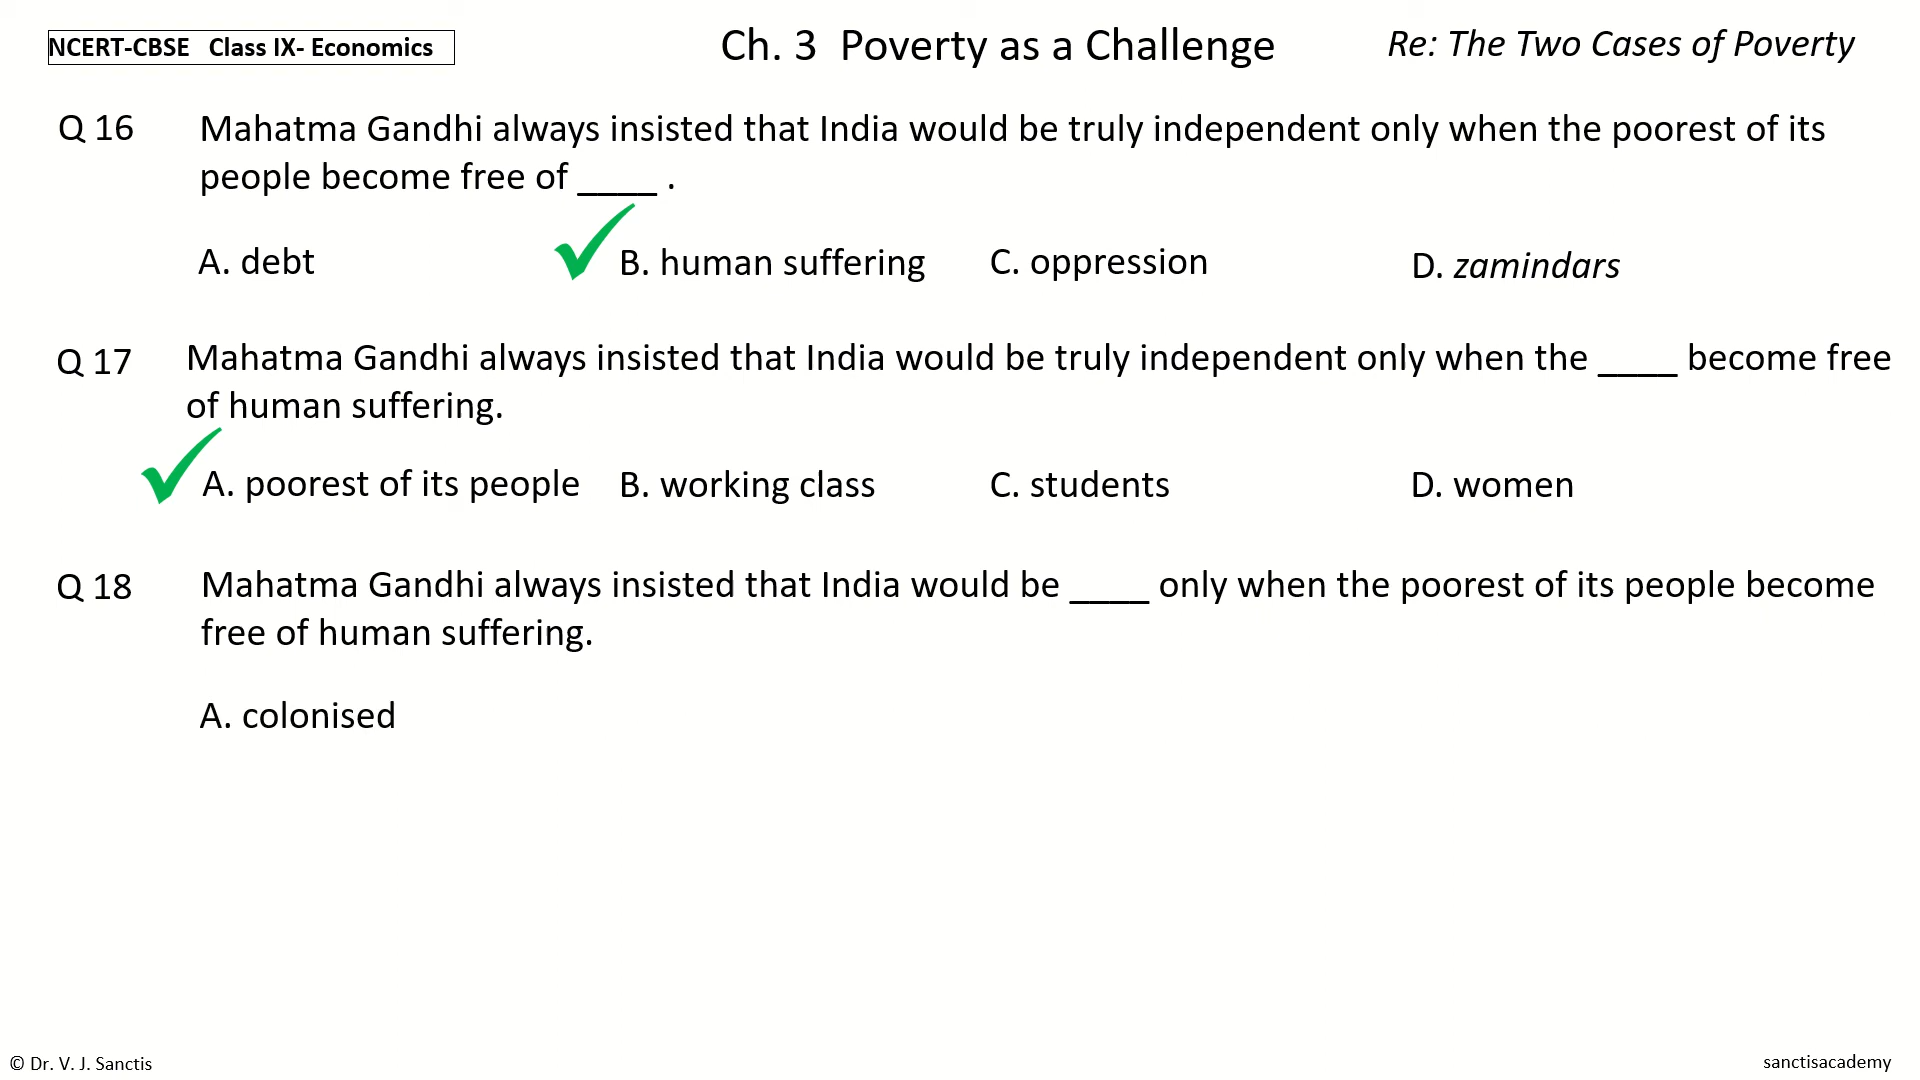 NCERT-CBSE Class IX- Economics
Ch. 3 Poverty as a Challenge
Re: The Two Cases of Poverty
Q 16 Mahatma Gandhi always insisted that India would be truly independent only when the poorest of its
people become free of ____ .
A. debt B. human suffering C. oppression D. zamindars
Q 17 Mahatma Gandhi always insisted that India would be truly independent only when the ____ become free
of human suffering.
A. poorest of its people B. working class C. students D. women
Q 18 Mahatma Gandhi always insisted that India would be ____ only when the poorest of its people become
free of human suffering.
A. colonised
© Dr. V. J. Sanctis
sanctisacademy